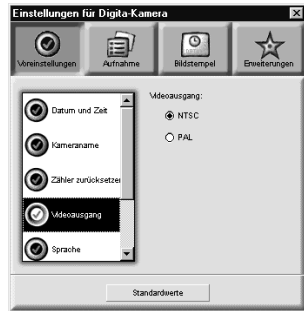 Einstellungen für Digita-Kamera
Voreinstellungen
Aufnahme
Bildstempel
Erweiterungen
Datum und Zeit
Kameraname
Zähler zurücksetzen
Videoausgang
Sprache
Videoausgang:
NTSC
PAL
Standardwerte